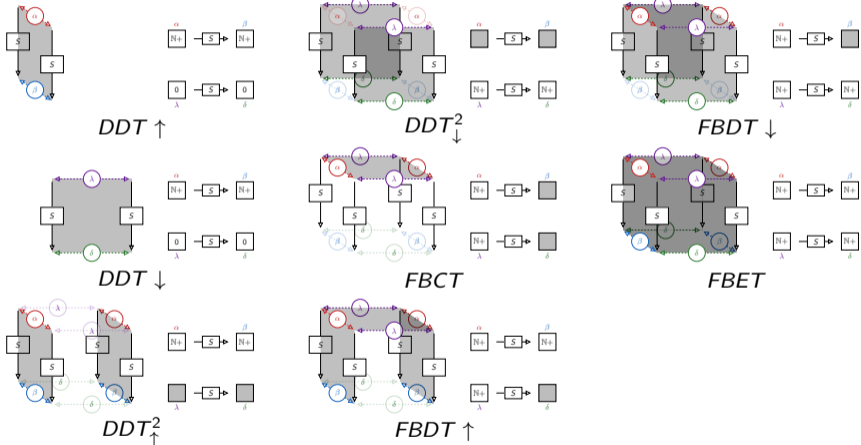 α
S
S
β
α β
ℕ+ S ℕ+
0 S 0
λ δ
DDT ↑
λ
α α
λ
S S
S S
δ
β β
δ
α β
S
ℕ+ S ℕ+
λ δ
DDT²↓
λ
α α
λ
S S
S S
δ
β β
δ
α β
ℕ+ S
ℕ+ S ℕ+
λ δ
FBDT ↓
λ
S S
δ
α β
ℕ+ S ℕ+
0 S 0
λ δ
DDT ↓
λ
α α
λ
S S
S S
δ
β β
δ
α β
ℕ+ S
ℕ+ S
λ δ
FBCT
λ
α α
λ
S S
S S
δ
β β
δ
α β
ℕ+ S
ℕ+ S
λ δ
FBET
λ
α α
λ
S S
S S
δ
β β
δ
α β
ℕ+ S ℕ+
S
λ δ
DDT²↑
λ
α α
λ
S S
S S
δ
β β
δ
α β
ℕ+ S ℕ+
ℕ+ S
λ δ
FBDT ↑